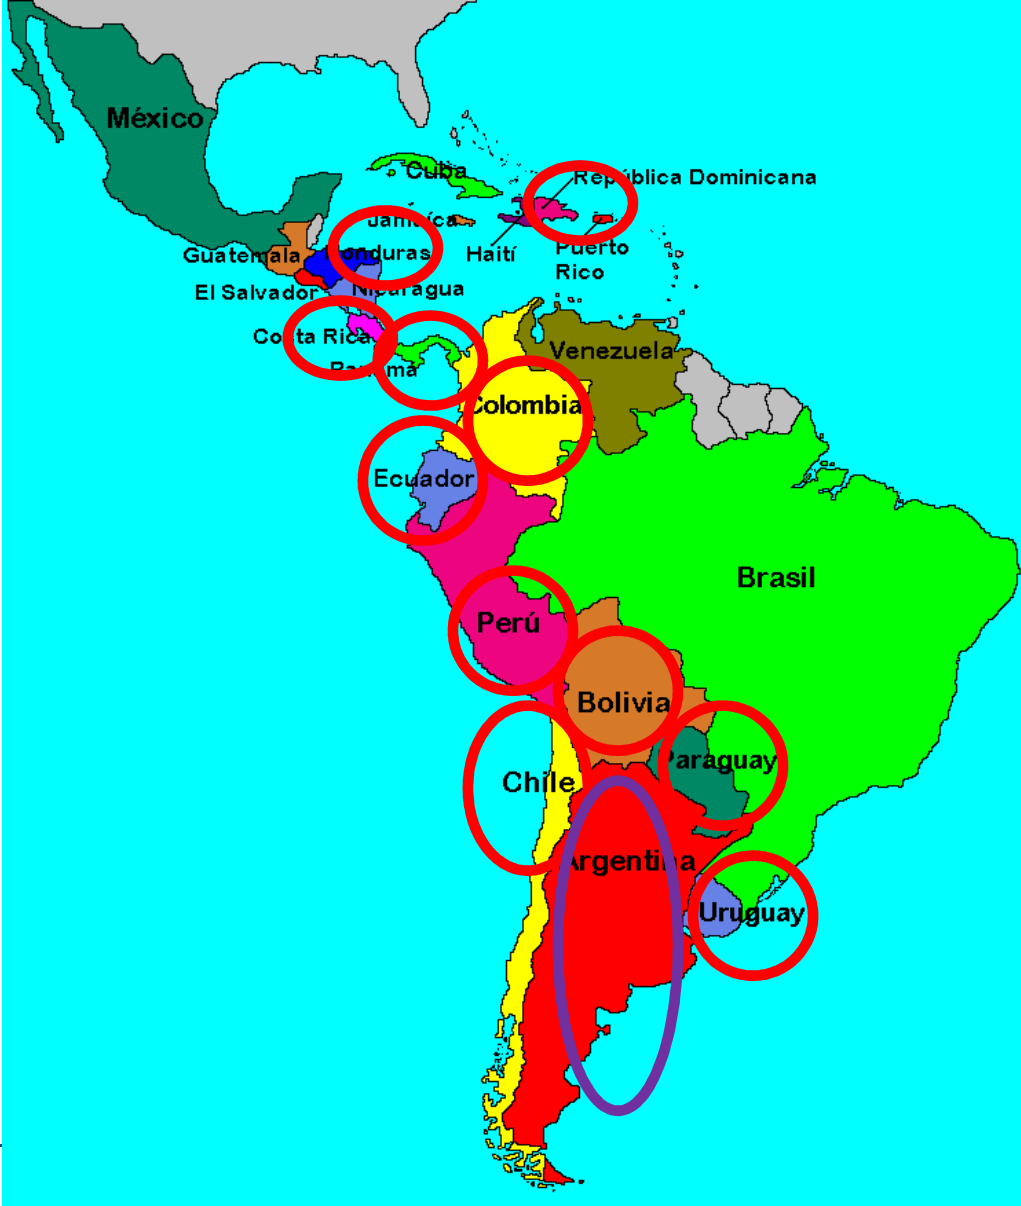 México
Cuba
República Dominicana
Jamaica
Haití
Puerto
Rico
Guatemala
Honduras
El Salvador
Nicaragua
Costa Rica
Panamá
Venezuela
Colombia
Ecuador
Brasil
Perú
Bolivia
Paraguay
Chile
Argentina
Uruguay